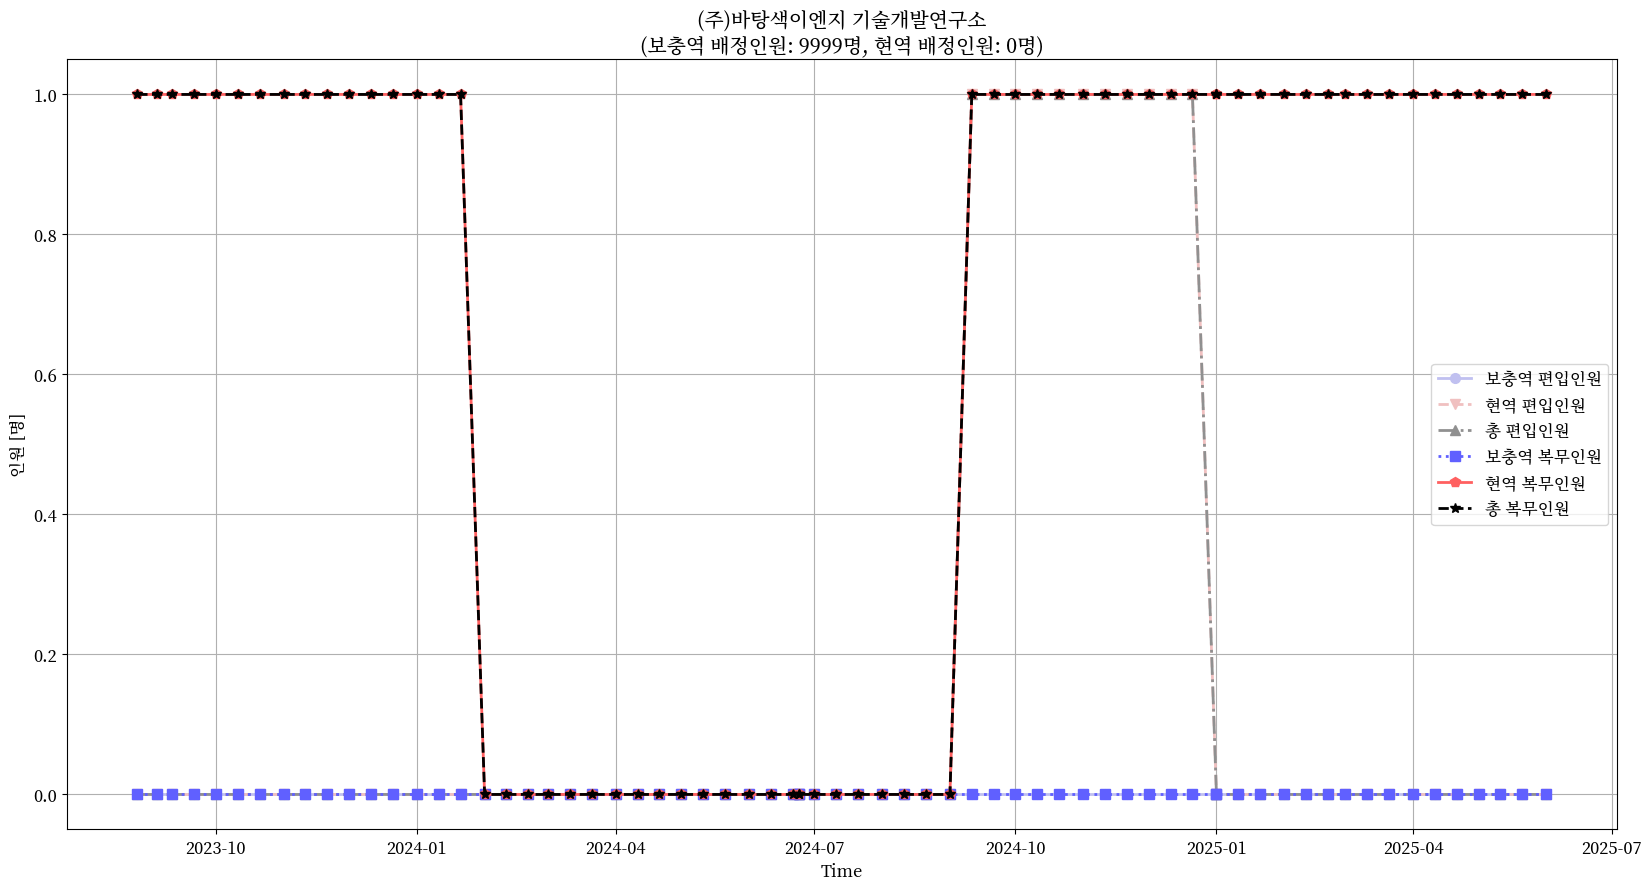 (주)바탕색이엔지 기술개발연구소
(보충역 배정인원: 9999명, 현역 배정인원: 0명)
1.0
0.8
0.6
0.4
0.2
0.0
인원 [명]
보충역 편입인원
현역 편입인원
총 편입인원
보충역 복무인원
현역 복무인원
총 복무인원
2023-10
2024-01
2024-04
2024-07
2024-10
2025-01
2025-04
2025-07
Time